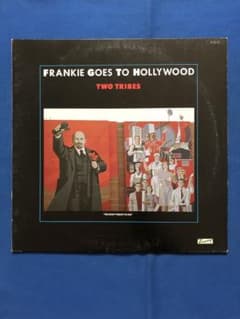 FRANKIE GOES TO HOLLYWOOD
TWO TRIBES